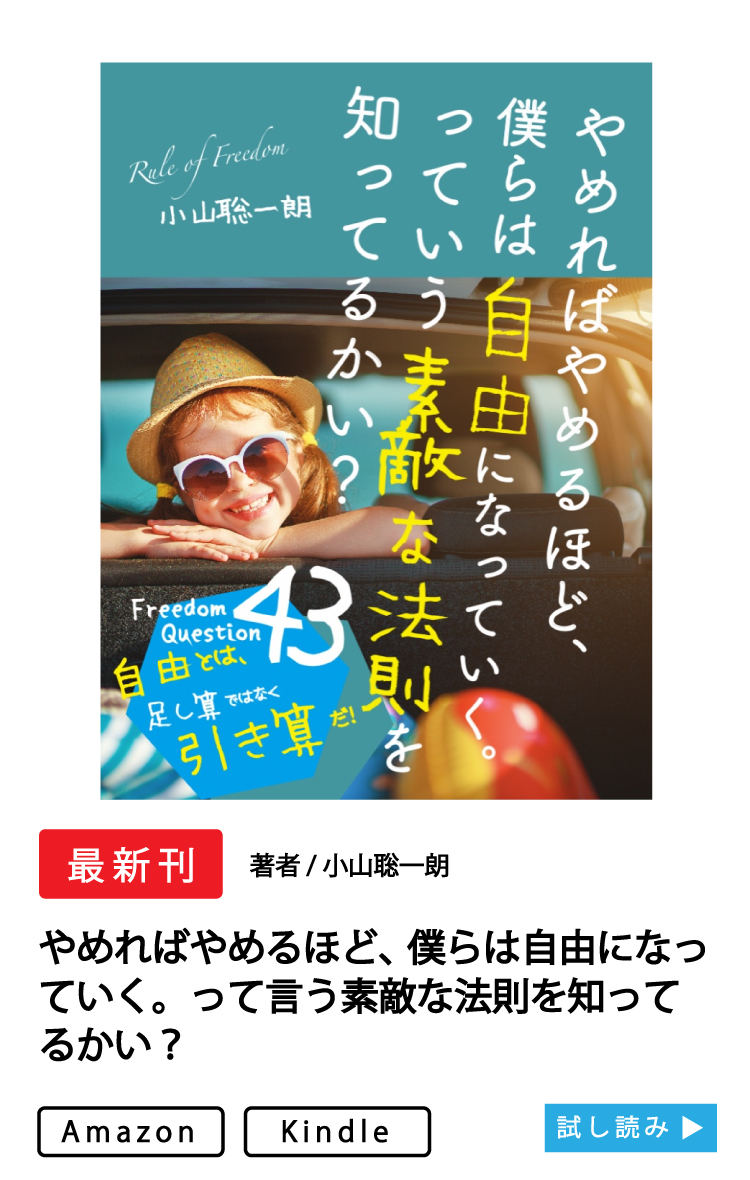 やめればやめるほど、
僕らは自由になっていく。
っていう素敵な法則を
知ってるかい？
Rule of Freedom
小山聡一朗
Freedom
Question
43
自由とは、
足し算ではなく
引き算だ!
最新刊
著者 / 小山聡一朗
やめればやめるほど、僕らは自由になっ
ていく。って言う素敵な法則を知って
るかい？
Amazon
Kindle
試し読み ▶